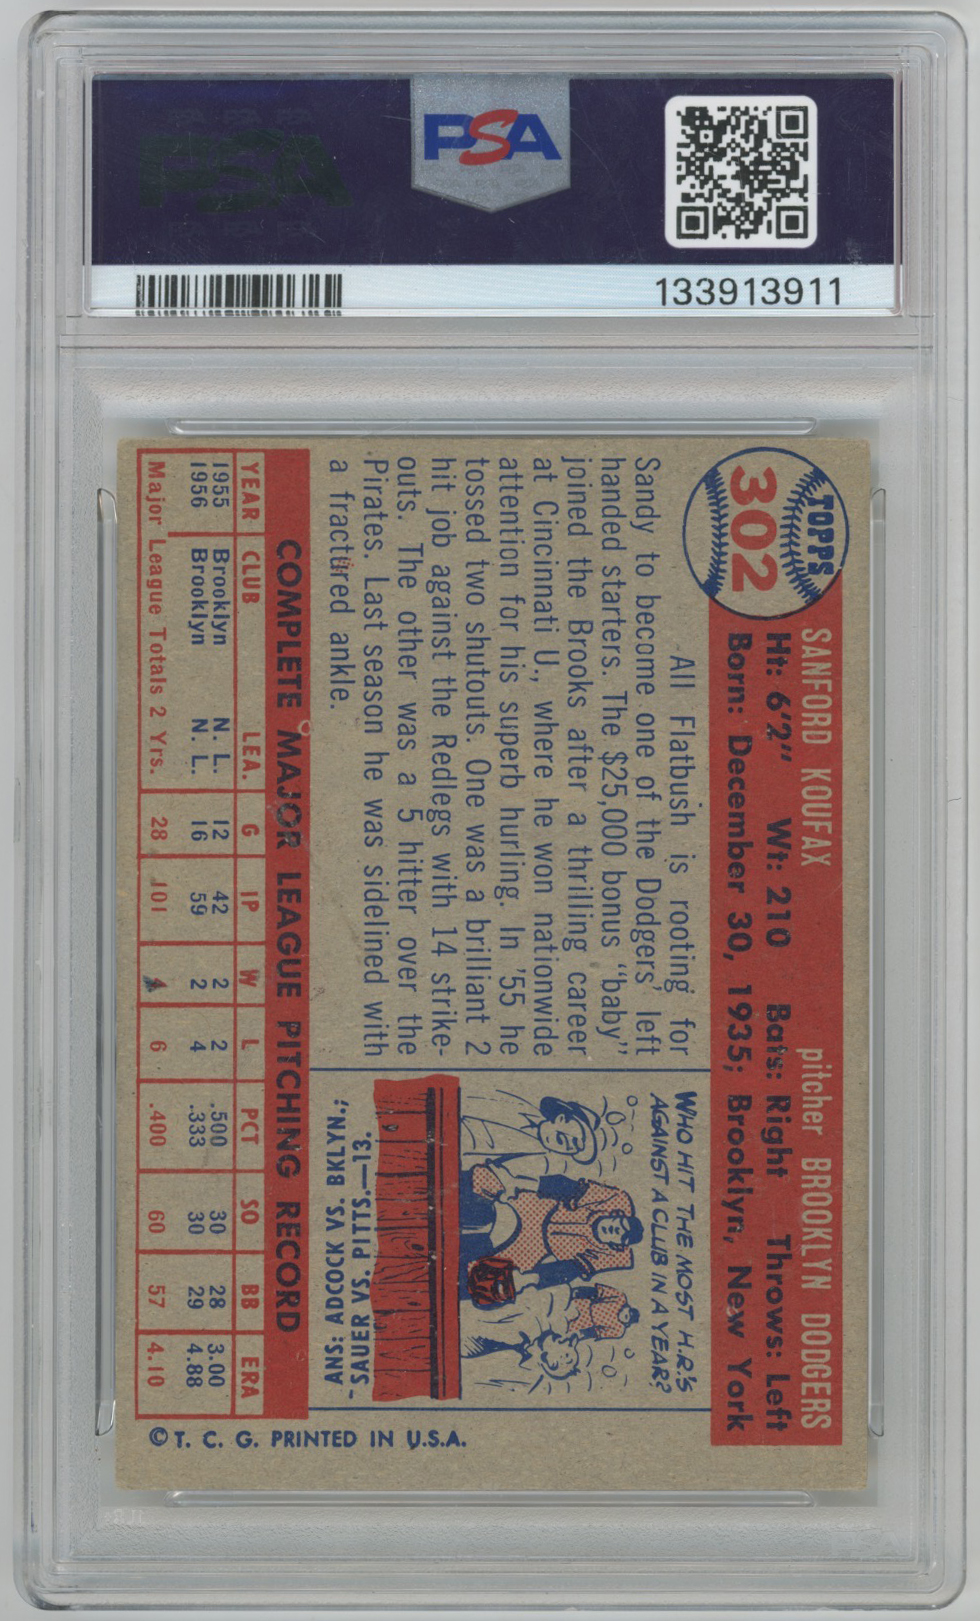 PSA
133913911
TOPPS
302
SANFORD KOUFAX pitcher BROOKLYN DODGERS
Ht: 6'2" Wt: 210 Bats: Right Throws: Left
Born: December 30, 1935; Brooklyn, New York
All Flatbush is rooting for
Sandy to become one of the Dodgers' left
handed starters. The $25,000 bonus "baby"
joined the Brooks after a thrilling career
at Cincinnati U., where he won nationwide
attention for his superb hurling. In '55 he
tossed two shutouts. One was a brilliant 2
hit job against the Redlegs with 14 strike-
outs. The other was a 5 hitter over the
Pirates. Last season he was sidelined with
a fractured ankle.
WHO HIT THE MOST H.R.'S
AGAINST A CLUB IN A YEAR?
-ANS: ADCOCK VS. BKLYN.;
SAUER VS. PITTS.—13.
COMPLETE MAJOR LEAGUE PITCHING RECORD
YEAR CLUB LEA. G IP W L PCT SO BB ERA
1955 Brooklyn N. L. 12 42 2 2 .500 30 28 3.00
1956 Brooklyn N. L. 16 59 2 4 .333 30 29 4.88
Major League Totals 2 Yrs. 28 101 4 6 .400 60 57 4.10
© T. C. G. PRINTED IN U.S.A.